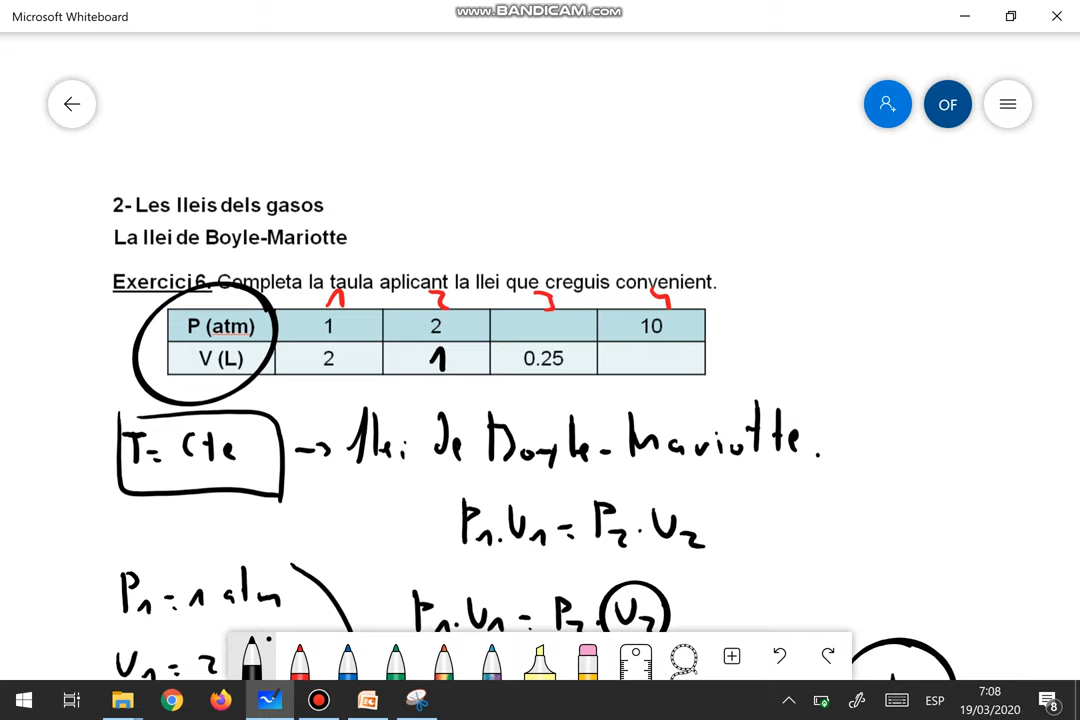 Microsoft Whiteboard
WWW.BANDICAM.COM
OF
2- Les lleis dels gasos
La llei de Boyle-Mariotte
Exercici 6. Completa la taula aplicant la llei que creguis convenient.
1 2 3 4
P (atm) 1 2 10
V (L) 2 1 0.25
T = Cte → llei de Boyle-Mariotte.
P1.V1 = P2.V2
P1 = 1 atm
P1.V1 = P2.V2
V1 = 2
ESP
7:08
19/03/2020
8